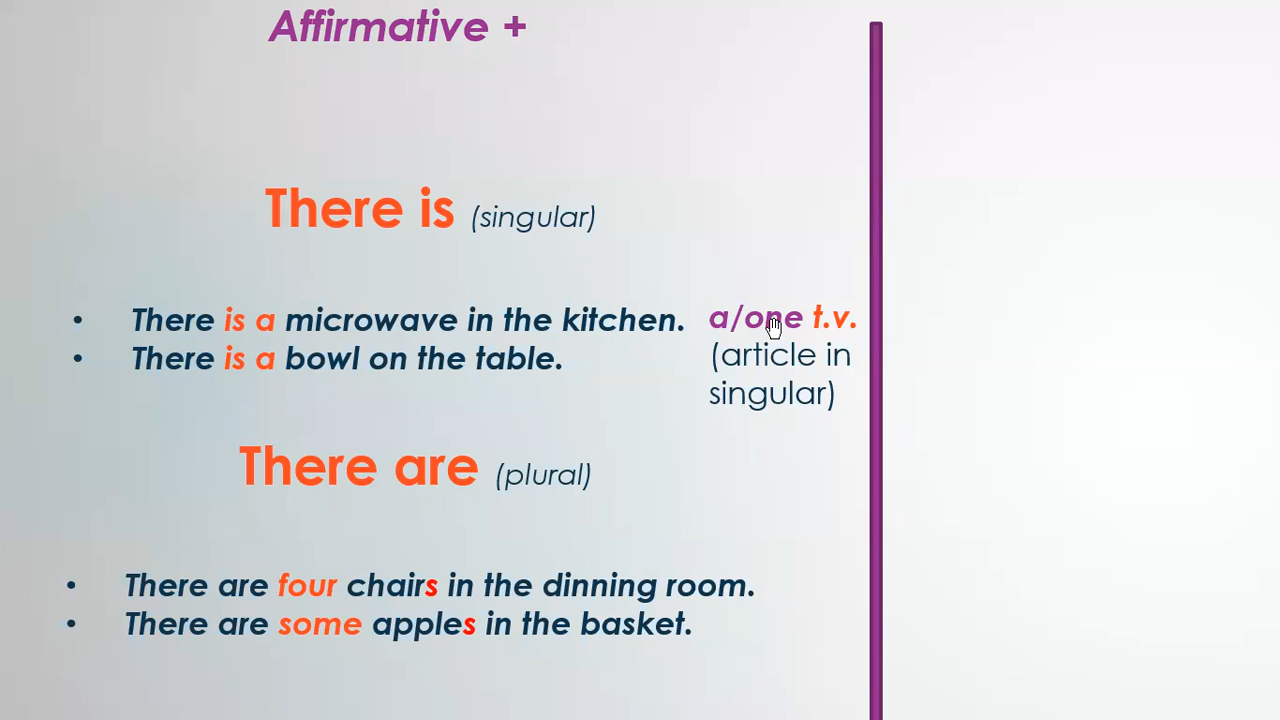 Affirmative +
There is (singular)
• There is a microwave in the kitchen.
• There is a bowl on the table.
a/one t.v.
(article in
singular)
There are (plural)
• There are four chairs in the dinning room.
• There are some apples in the basket.